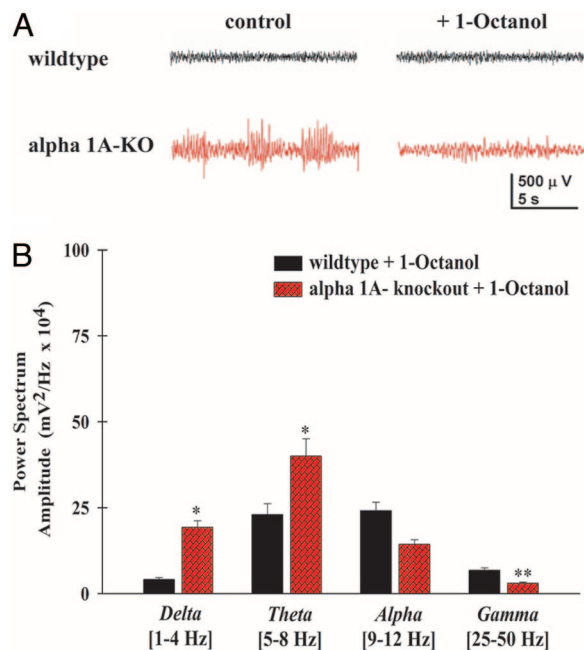 A
control
+ 1-Octanol
wildtype
alpha 1A-KO
500 μ V
5 s
B
wildtype + 1-Octanol
alpha 1A- knockout + 1-Octanol
Power Spectrum
Amplitude (mV²/Hz x 10⁴)
100
75
50
25
0
*
*
**
Delta
[1-4 Hz]
Theta
[5-8 Hz]
Alpha
[9-12 Hz]
Gamma
[25-50 Hz]